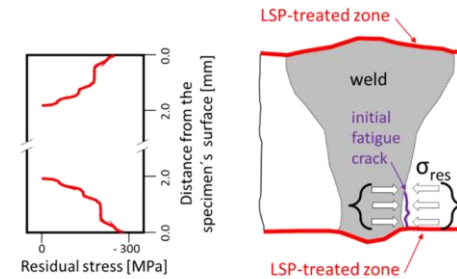 LSP-treated zone
0.0
2.0
2.0
0.0
Distance from the
specimen's surface [mm]
0
- 300
Residual stress [MPa]
weld
initial
fatigue
crack
σres
LSP-treated zone